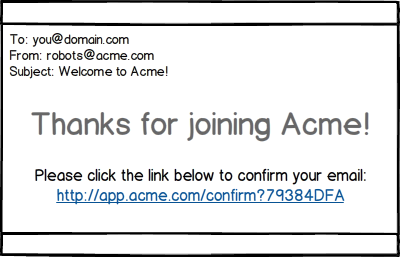 To: you@domain.com
From: robots@acme.com
Subject: Welcome to Acme!
Thanks for joining Acme!
Please click the link below to confirm your email:
http://app.acme.com/confirm?79384DFA